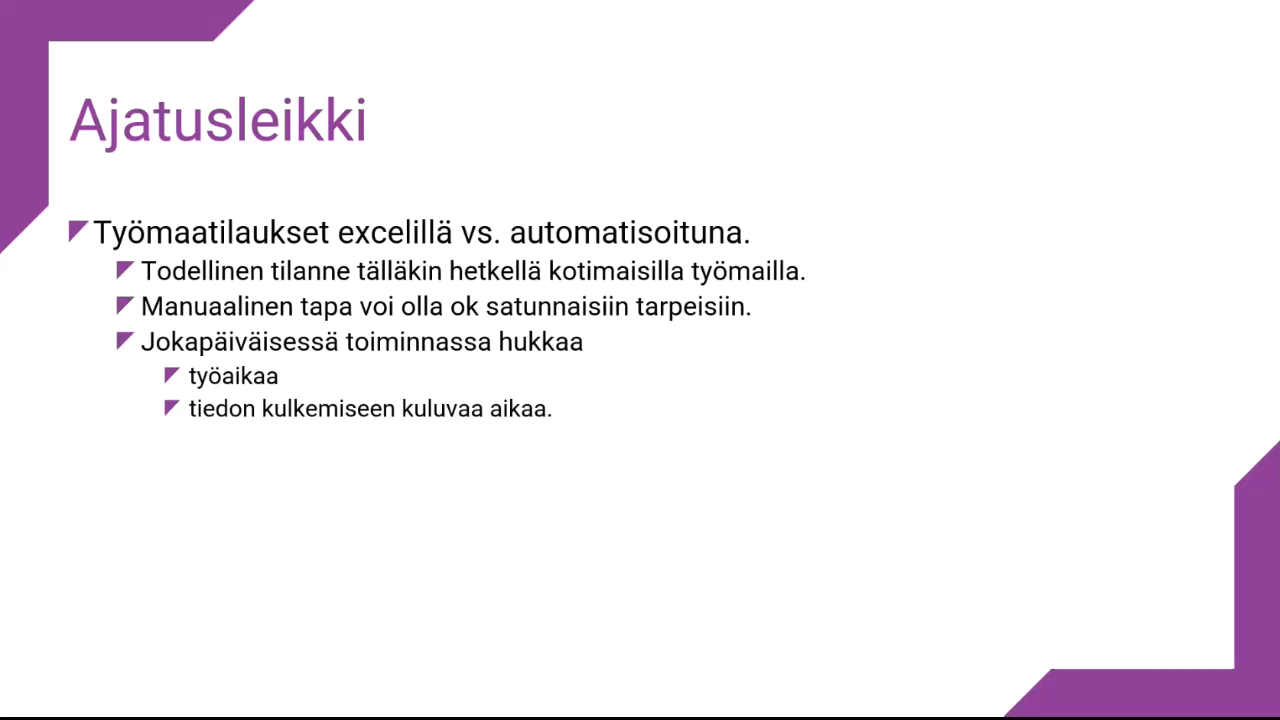 Ajatusleikki
Työmaatilaukset excelillä vs. automatisoituna.
Todellinen tilanne tälläkin hetkellä kotimaisilla työmailla.
Manuaalinen tapa voi olla ok satunnaisiin tarpeisiin.
Jokapäiväisessä toiminnassa hukkaa
työaikaa
tiedon kulkemiseen kuluvaa aikaa.